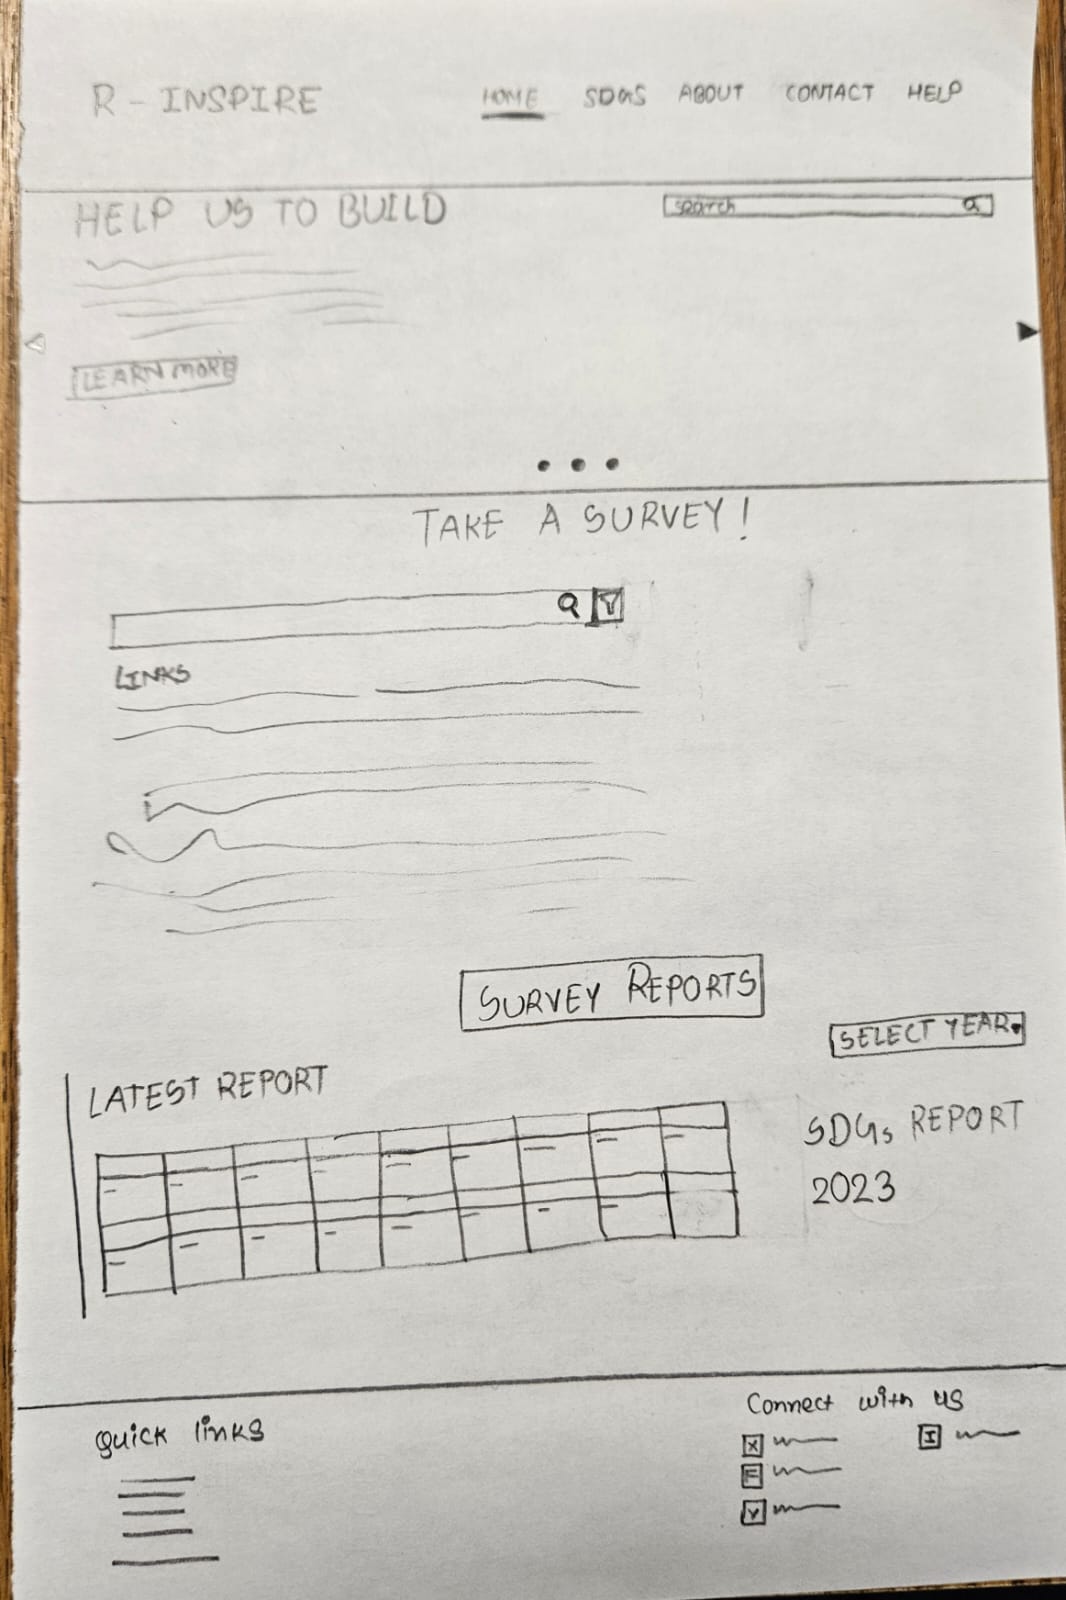 R - INSPIRE
HOME SDGS ABOUT CONTACT HELP
HELP US TO BUILD
search
LEARN MORE
TAKE A SURVEY!
LINKS
SURVEY REPORTS
SELECT YEAR
LATEST REPORT
SDGs REPORT
2023
Quick links
Connect with us
X
I
F
Y